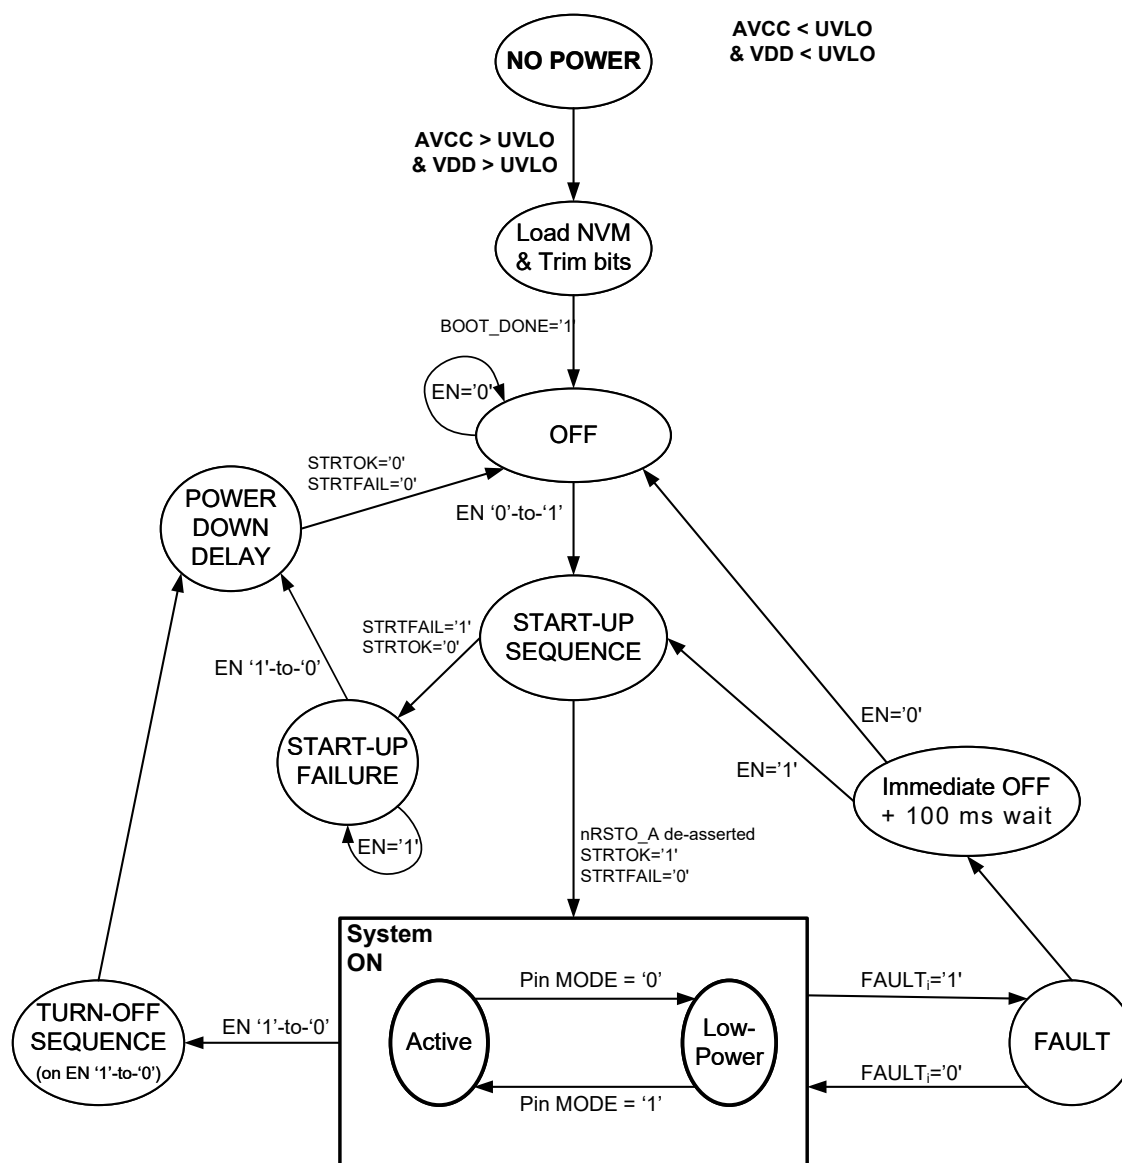 AVCC < UVLO
& VDD < UVLO
NO POWER
AVCC > UVLO
& VDD > UVLO
Load NVM
& Trim bits
BOOT_DONE=’1'
EN=’0'
OFF
STRTOK=’0'
STRTFAIL=’0'
POWER
DOWN
DELAY
EN ‘0’-to-‘1’
STRTFAIL=’1'
STRTOK=’0'
START-UP
SEQUENCE
EN ‘1'-to-‘0’
EN=’0'
START-UP
FAILURE
EN=’1'
EN=’1'
Immediate OFF
+ 100 ms wait
nRSTO_A de-asserted
STRTOK=’1'
STRTFAIL=’0'
System
ON
Pin MODE = ‘0’
FAULTᵢ=’1'
TURN-OFF
SEQUENCE
(on EN ‘1’-to-‘0’)
EN ‘1’-to-‘0’
Active
Low-
Power
FAULT
Pin MODE = ‘1’
FAULTᵢ=’0'